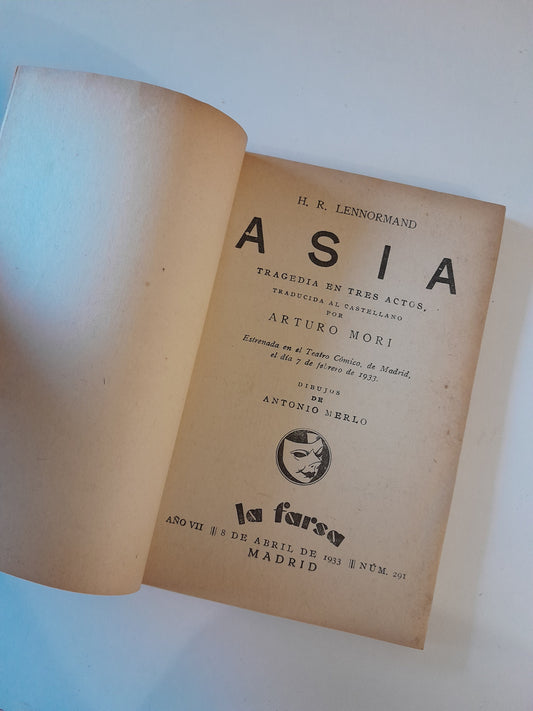 H. R. LENNORMAND
ASIA
TRAGEDIA EN TRES ACTOS,
TRADUCIDA AL CASTELLANO
POR
ARTURO MORI
Estrenada en el Teatro Cómico, de Madrid,
el día 7 de febrero de 1933.
DIBUJOS
DE
ANTONIO MERLO
la farsa
AÑO VII ||| 8 DE ABRIL DE 1933 ||| NÚM. 291
MADRID